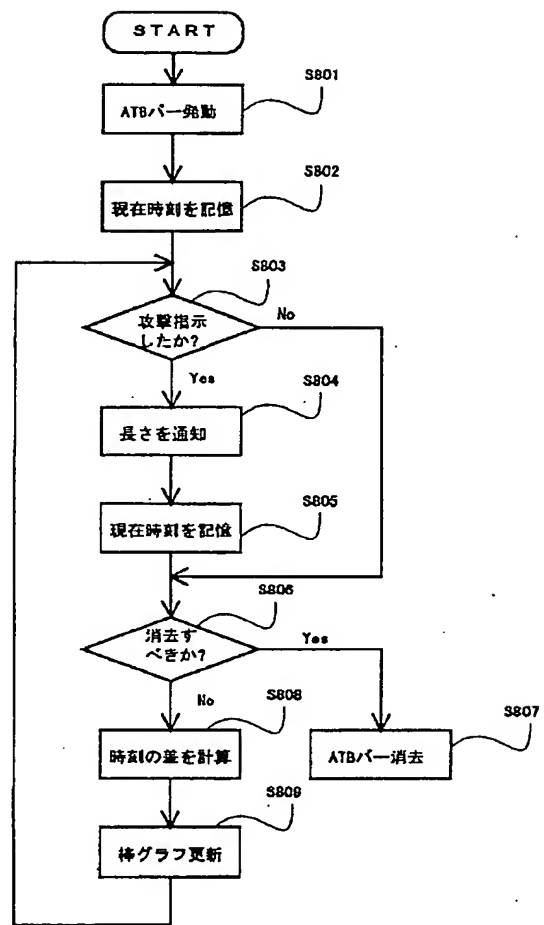 START
S801
ATBバー発動
S802
現在時刻を記憶
S803
攻撃指示
したか?
No
Yes
S804
長さを通知
S805
現在時刻を記憶
S806
消去す
べきか?
Yes
No
S808
時刻の差を計算
S807
ATBバー消去
S809
棒グラフ更新